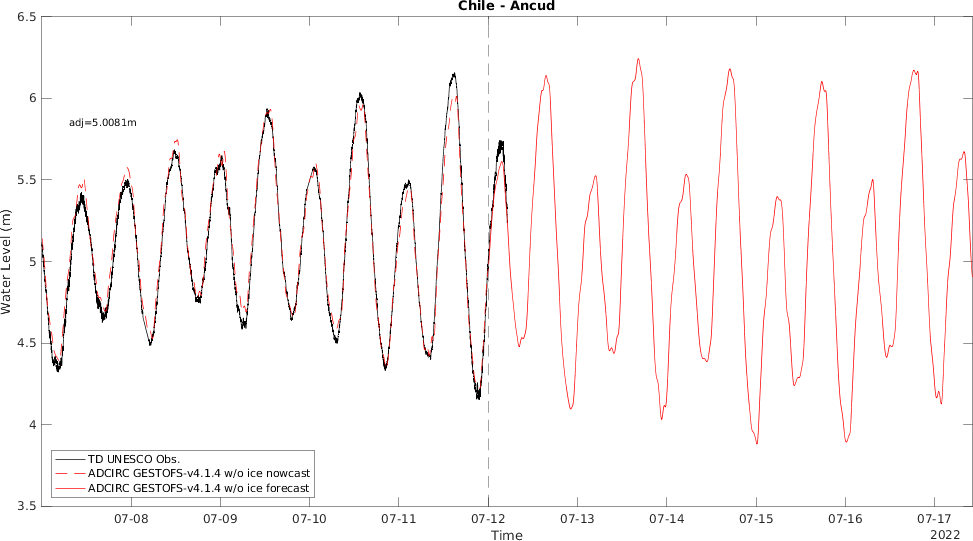 Chile - Ancud
6.5
6
5.5
5
4.5
4
3.5
Water Level (m)
adj=5.0081m
TD UNESCO Obs.
ADCIRC GESTOFS-v4.1.4 w/o ice nowcast
ADCIRC GESTOFS-v4.1.4 w/o ice forecast
07-08 07-09 07-10 07-11 07-12 07-13 07-14 07-15 07-16 07-17
Time
2022